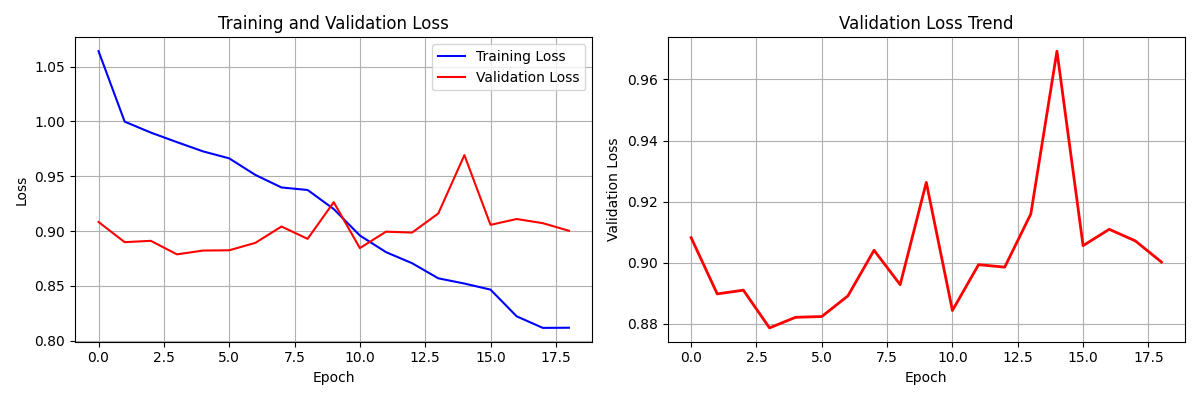 Training and Validation Loss
Loss
1.05
1.00
0.95
0.90
0.85
0.80
Training Loss
Validation Loss
0.0 2.5 5.0 7.5 10.0 12.5 15.0 17.5
Epoch
Validation Loss Trend
Validation Loss
0.96
0.94
0.92
0.90
0.88
0.0 2.5 5.0 7.5 10.0 12.5 15.0 17.5
Epoch